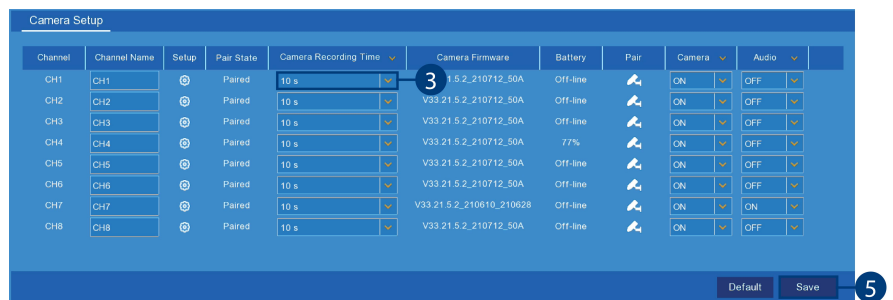 Camera Setup
Channel Channel Name Setup Pair State Camera Recording Time Camera Firmware Battery Pair Camera Audio
CH1 CH1 Paired 10 s 3 1.5.2_210712_50A Off-line ON OFF
CH2 CH2 Paired 10 s V33.21.5.2_210712_50A Off-line ON OFF
CH3 CH3 Paired 10 s V33.21.5.2_210712_50A Off-line ON OFF
CH4 CH4 Paired 10 s V33.21.5.2_210712_50A 77% ON OFF
CH5 CH5 Paired 10 s V33.21.5.2_210712_50A Off-line ON OFF
CH6 CH6 Paired 10 s V33.21.5.2_210712_50A Off-line ON OFF
CH7 CH7 Paired 10 s V33.21.5.2_210610_210628 Off-line ON ON
CH8 CH8 Paired 10 s V33.21.5.2_210712_50A Off-line ON OFF
Default Save 5